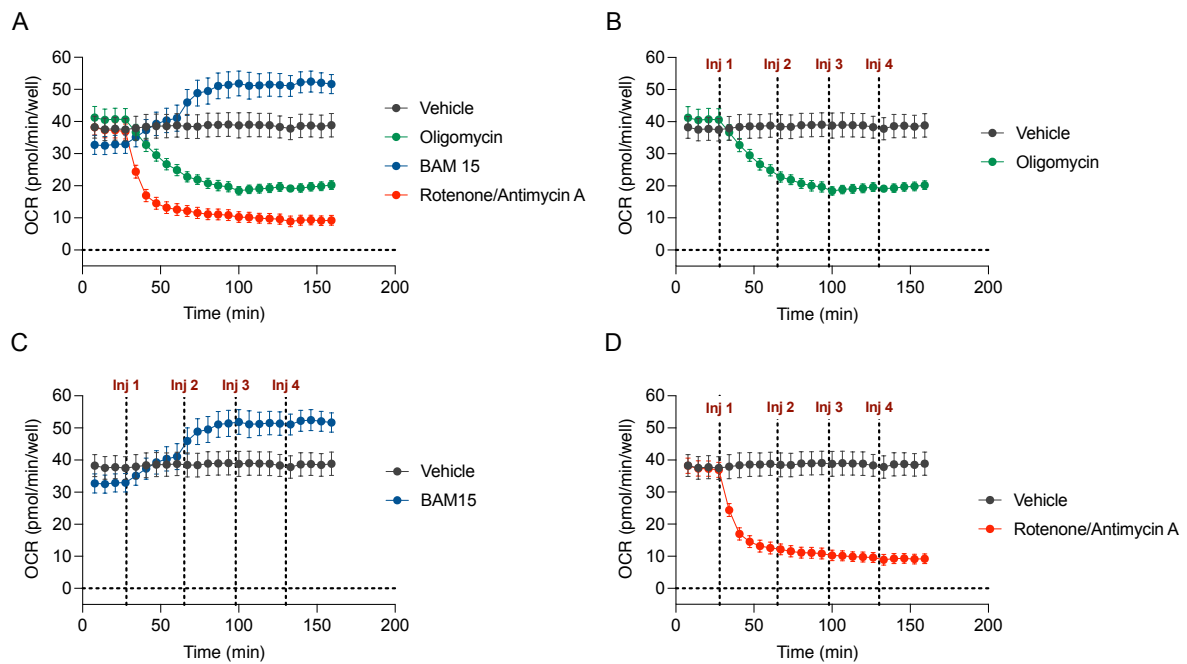 A
60
50
40
30
20
10
0
OCR (pmol/min/well)
0 50 100 150 200
Time (min)
Vehicle
Oligomycin
BAM 15
Rotenone/Antimycin A
B
Inj 1 Inj 2 Inj 3 Inj 4
60
50
40
30
20
10
0
OCR (pmol/min/well)
0 50 100 150 200
Time (min)
Vehicle
Oligomycin
C
Inj 1 Inj 2 Inj 3 Inj 4
60
50
40
30
20
10
0
OCR (pmol/min/well)
0 50 100 150 200
Time (min)
Vehicle
BAM15
D
Inj 1 Inj 2 Inj 3 Inj 4
60
50
40
30
20
10
0
OCR (pmol/min/well)
0 50 100 150 200
Time (min)
Vehicle
Rotenone/Antimycin A